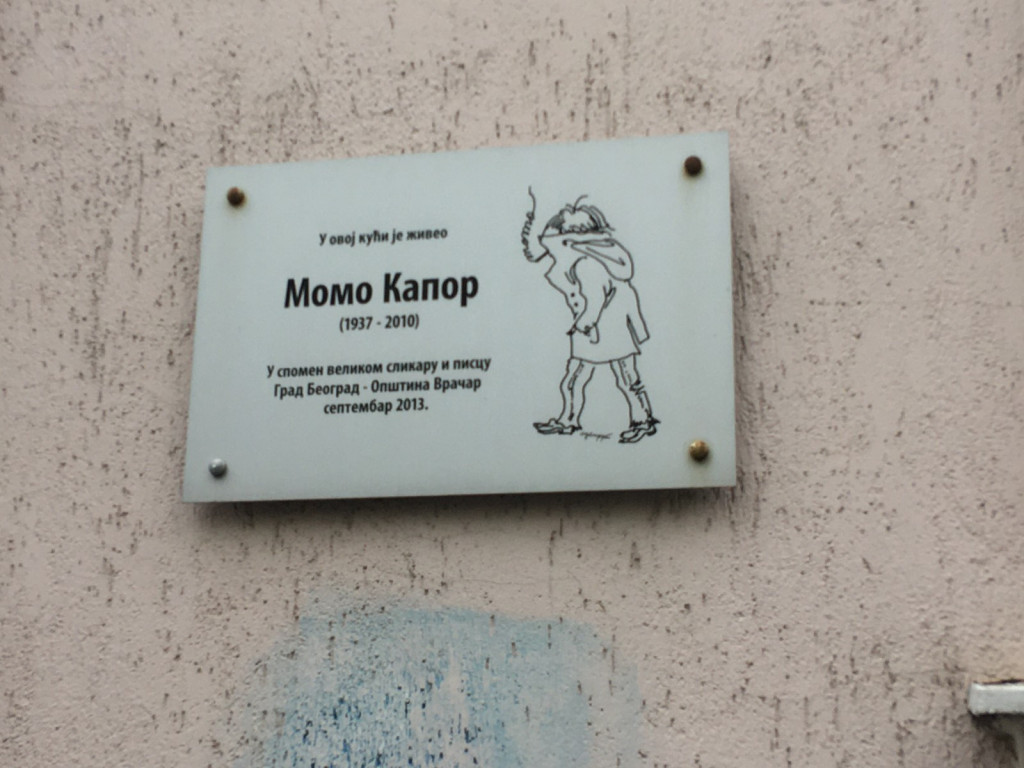 У овој кући је живео
Момо Капор
(1937 - 2010)
У спомен великом сликару и писцу
Град Београд - Општина Врачар
септембар 2013.